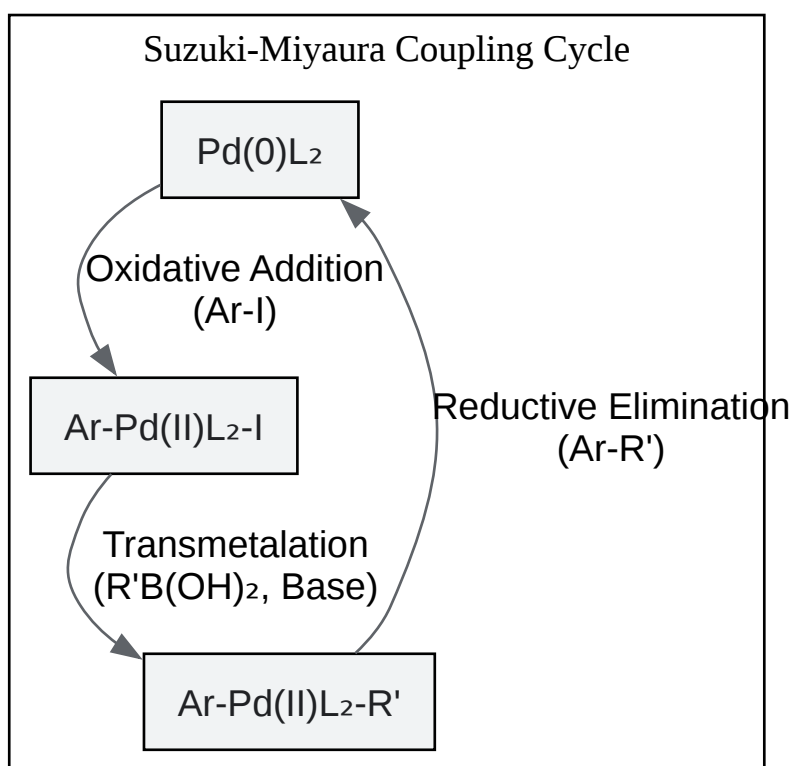 Suzuki-Miyaura Coupling Cycle
Pd(0)L₂
Oxidative Addition
(Ar-I)
Ar-Pd(II)L₂-I
Reductive Elimination
(Ar-R')
Transmetalation
(R'B(OH)₂, Base)
Ar-Pd(II)L₂-R'